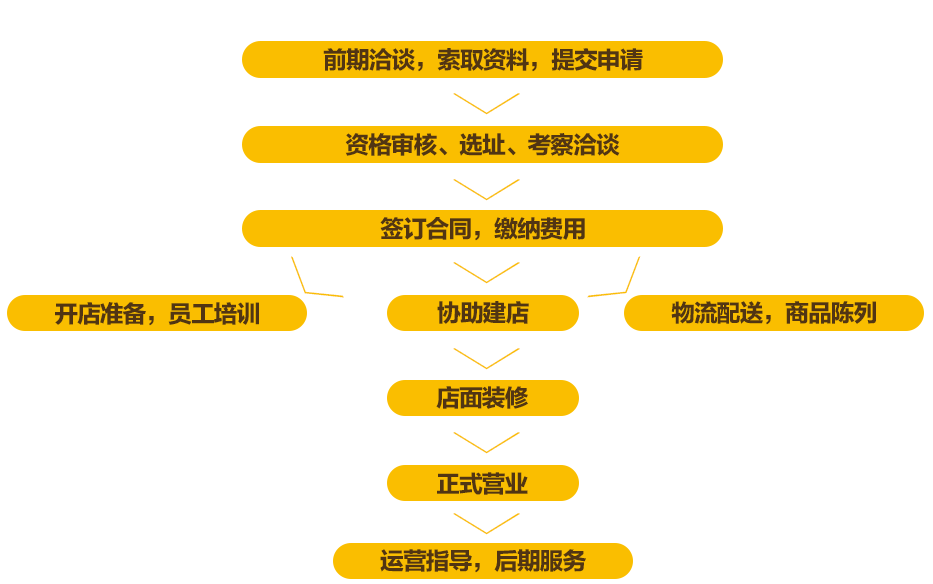 前期洽谈，索取资料，提交申请
资格审核、选址、考察洽谈
签订合同，缴纳费用
开店准备，员工培训
协助建店
物流配送，商品陈列
店面装修
正式营业
运营指导，后期服务